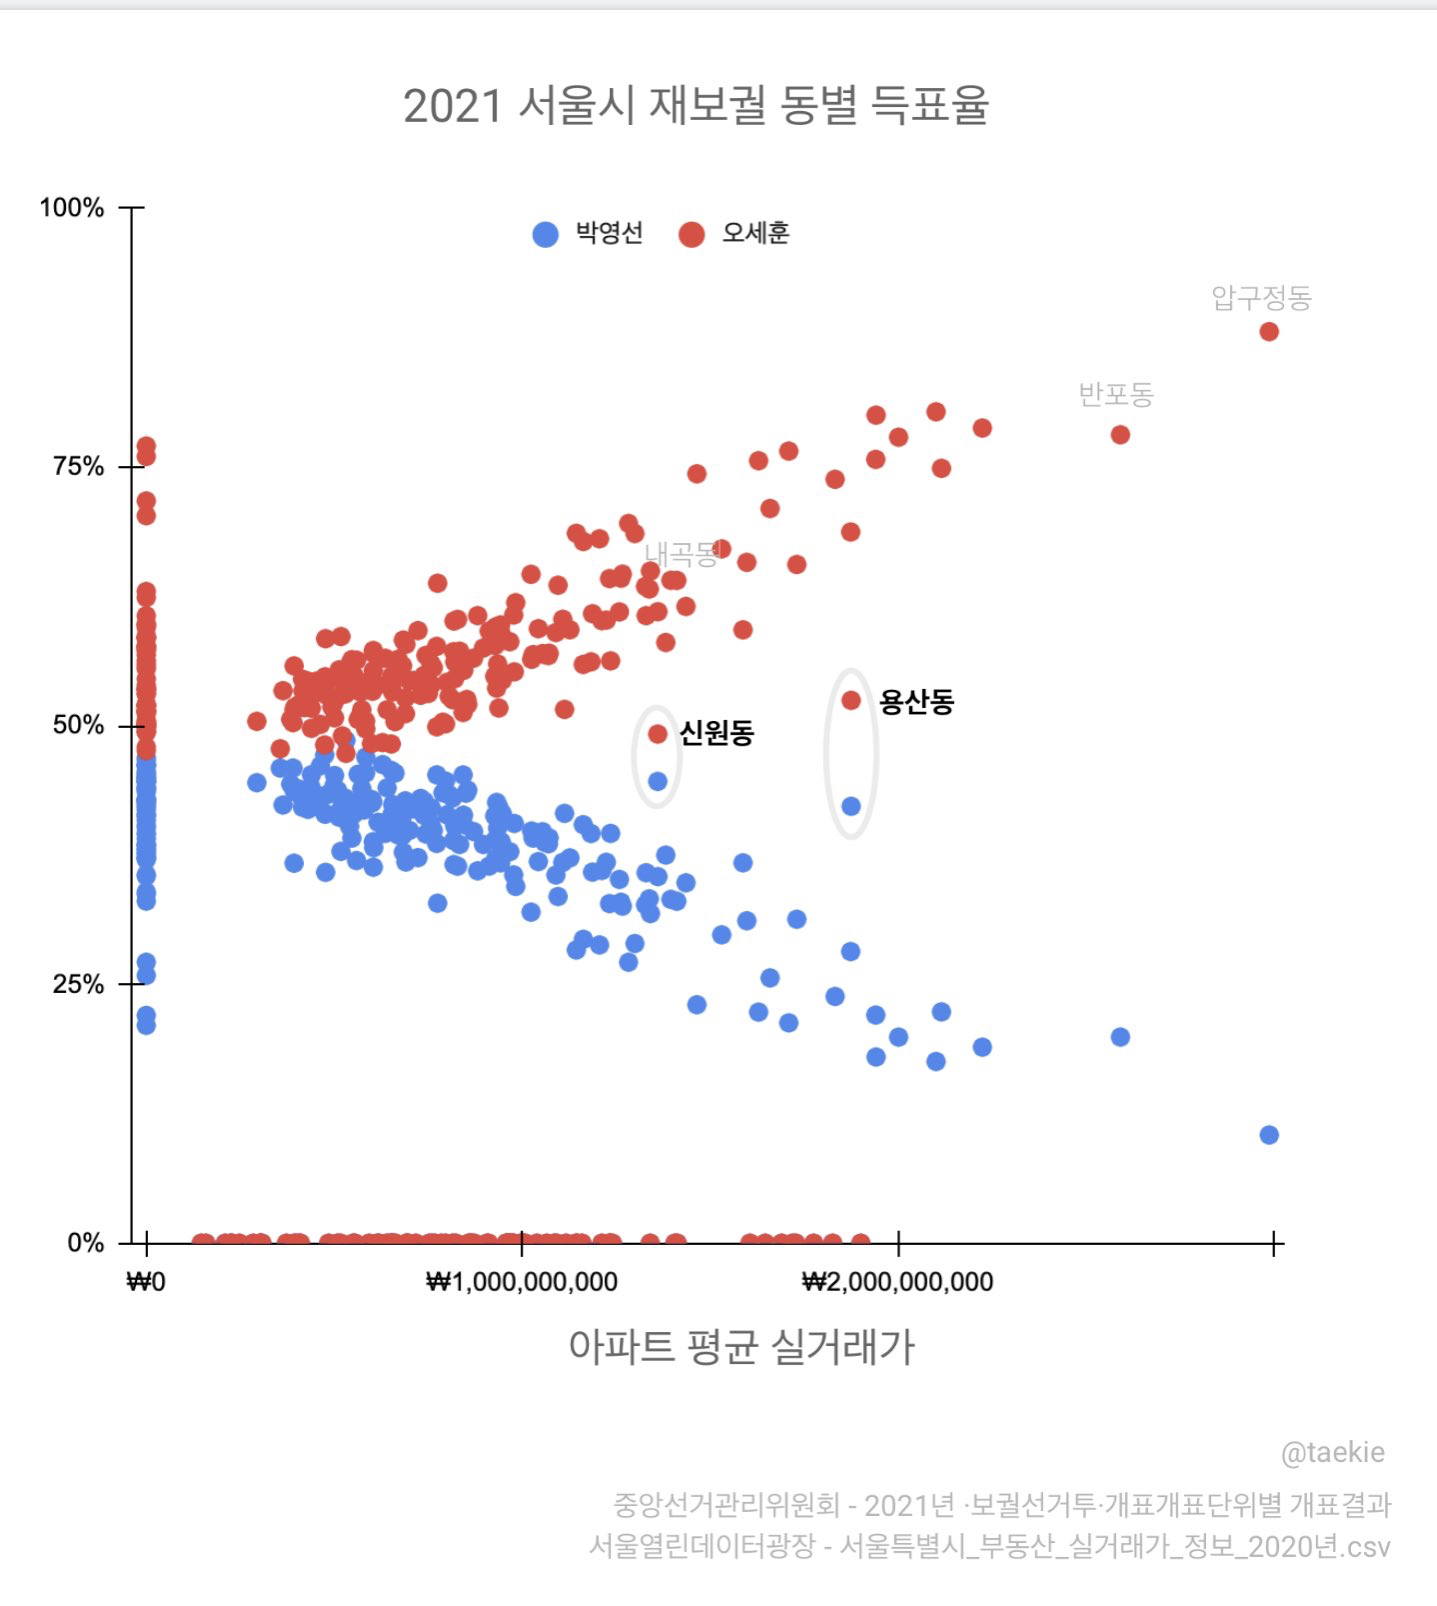 2021 서울시 재보궐 동별 득표율
100%
박영선 오세훈
압구정동
반포동
75%
내곡동
용산동
50%
신원동
25%
0%
₩0 ₩1,000,000,000 ₩2,000,000,000
아파트 평균 실거래가
@taekie
중앙선거관리위원회 - 2021년 ·보궐선거투·개표개표단위별 개표결과
서울열린데이터광장 - 서울특별시_부동산_실거래가_정보_2020년.csv